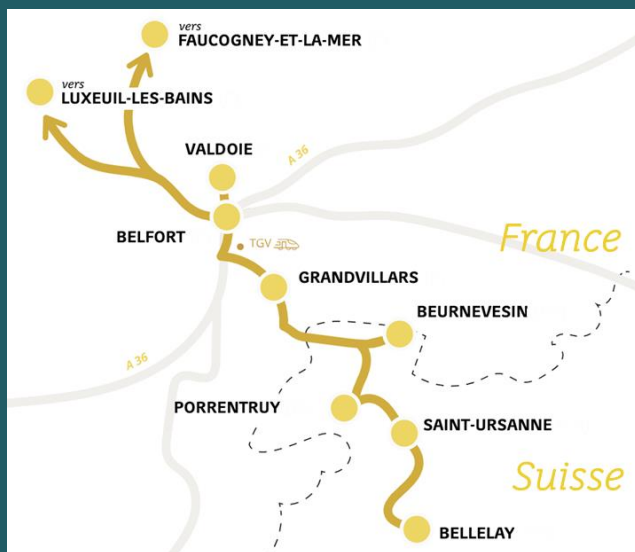 vers
FAUCOGNEY-ET-LA-MER
vers
LUXEUIL-LES-BAINS
VALDOIE
A 36
BELFORT
TGV
France
GRANDVILLARS
BEURNEVESIN
A 36
PORRENTRUY
SAINT-URSANNE
Suisse
BELLELAY